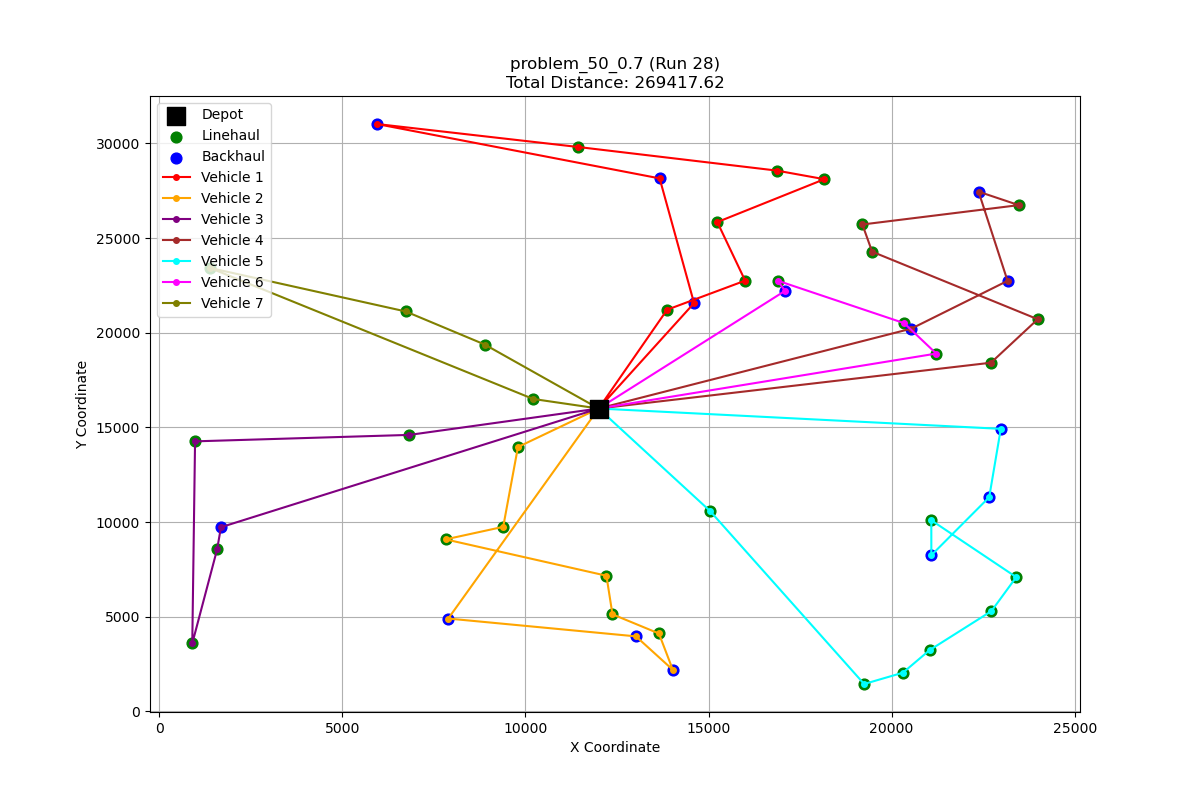 problem_50_0.7 (Run 28)
Total Distance: 269417.62
Depot
Linehaul
Backhaul
Vehicle 1
Vehicle 2
Vehicle 3
Vehicle 4
Vehicle 5
Vehicle 6
Vehicle 7
30000
25000
20000
15000
10000
5000
0
Y Coordinate
0 5000 10000 15000 20000 25000
X Coordinate